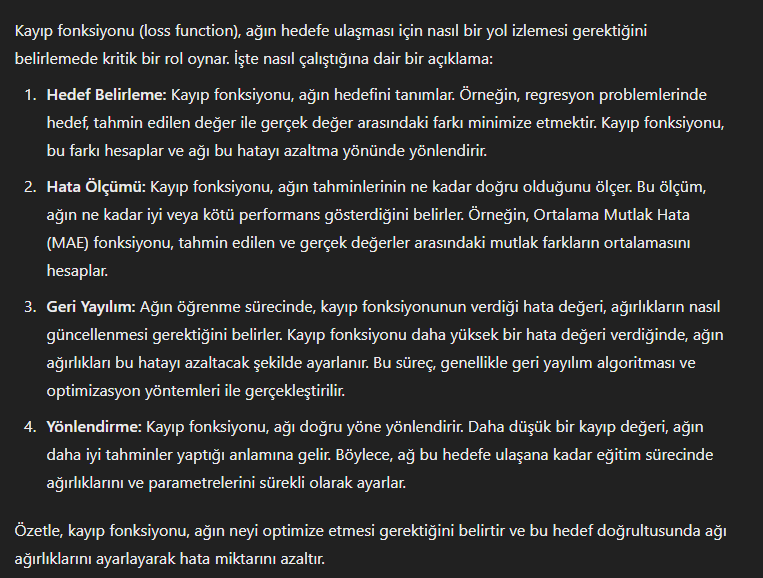 Kayıp fonksiyonu (loss function), ağın hedefe ulaşması için nasıl bir yol izlemesi gerektiğini
belirlemede kritik bir rol oynar. İşte nasıl çalıştığına dair bir açıklama:
1. Hedef Belirleme: Kayıp fonksiyonu, ağın hedefini tanımlar. Örneğin, regresyon problemlerinde
hedef, tahmin edilen değer ile gerçek değer arasındaki farkı minimize etmektir. Kayıp fonksiyonu,
bu farkı hesaplar ve ağı bu hatayı azaltma yönünde yönlendirir.
2. Hata Ölçümü: Kayıp fonksiyonu, ağın tahminlerinin ne kadar doğru olduğunu ölçer. Bu ölçüm,
ağın ne kadar iyi veya kötü performans gösterdiğini belirler. Örneğin, Ortalama Mutlak Hata
(MAE) fonksiyonu, tahmin edilen ve gerçek değerler arasındaki mutlak farkların ortalamasını
hesaplar.
3. Geri Yayılım: Ağın öğrenme sürecinde, kayıp fonksiyonunun verdiği hata değeri, ağırlıkların nasıl
güncellenmesi gerektiğini belirler. Kayıp fonksiyonu daha yüksek bir hata değeri verdiğinde, ağın
ağırlıkları bu hatayı azaltacak şekilde ayarlanır. Bu süreç, genellikle geri yayılım algoritması ve
optimizasyon yöntemleri ile gerçekleştirilir.
4. Yönlendirme: Kayıp fonksiyonu, ağı doğru yöne yönlendirir. Daha düşük bir kayıp değeri, ağın
daha iyi tahminler yaptığı anlamına gelir. Böylece, ağ bu hedefe ulaşana kadar eğitim sürecinde
ağırlıklarını ve parametrelerini sürekli olarak ayarlar.
Özetle, kayıp fonksiyonu, ağın neyi optimize etmesi gerektiğini belirtir ve bu hedef doğrultusunda ağı
ağırlıklarını ayarlayarak hata miktarını azaltır.